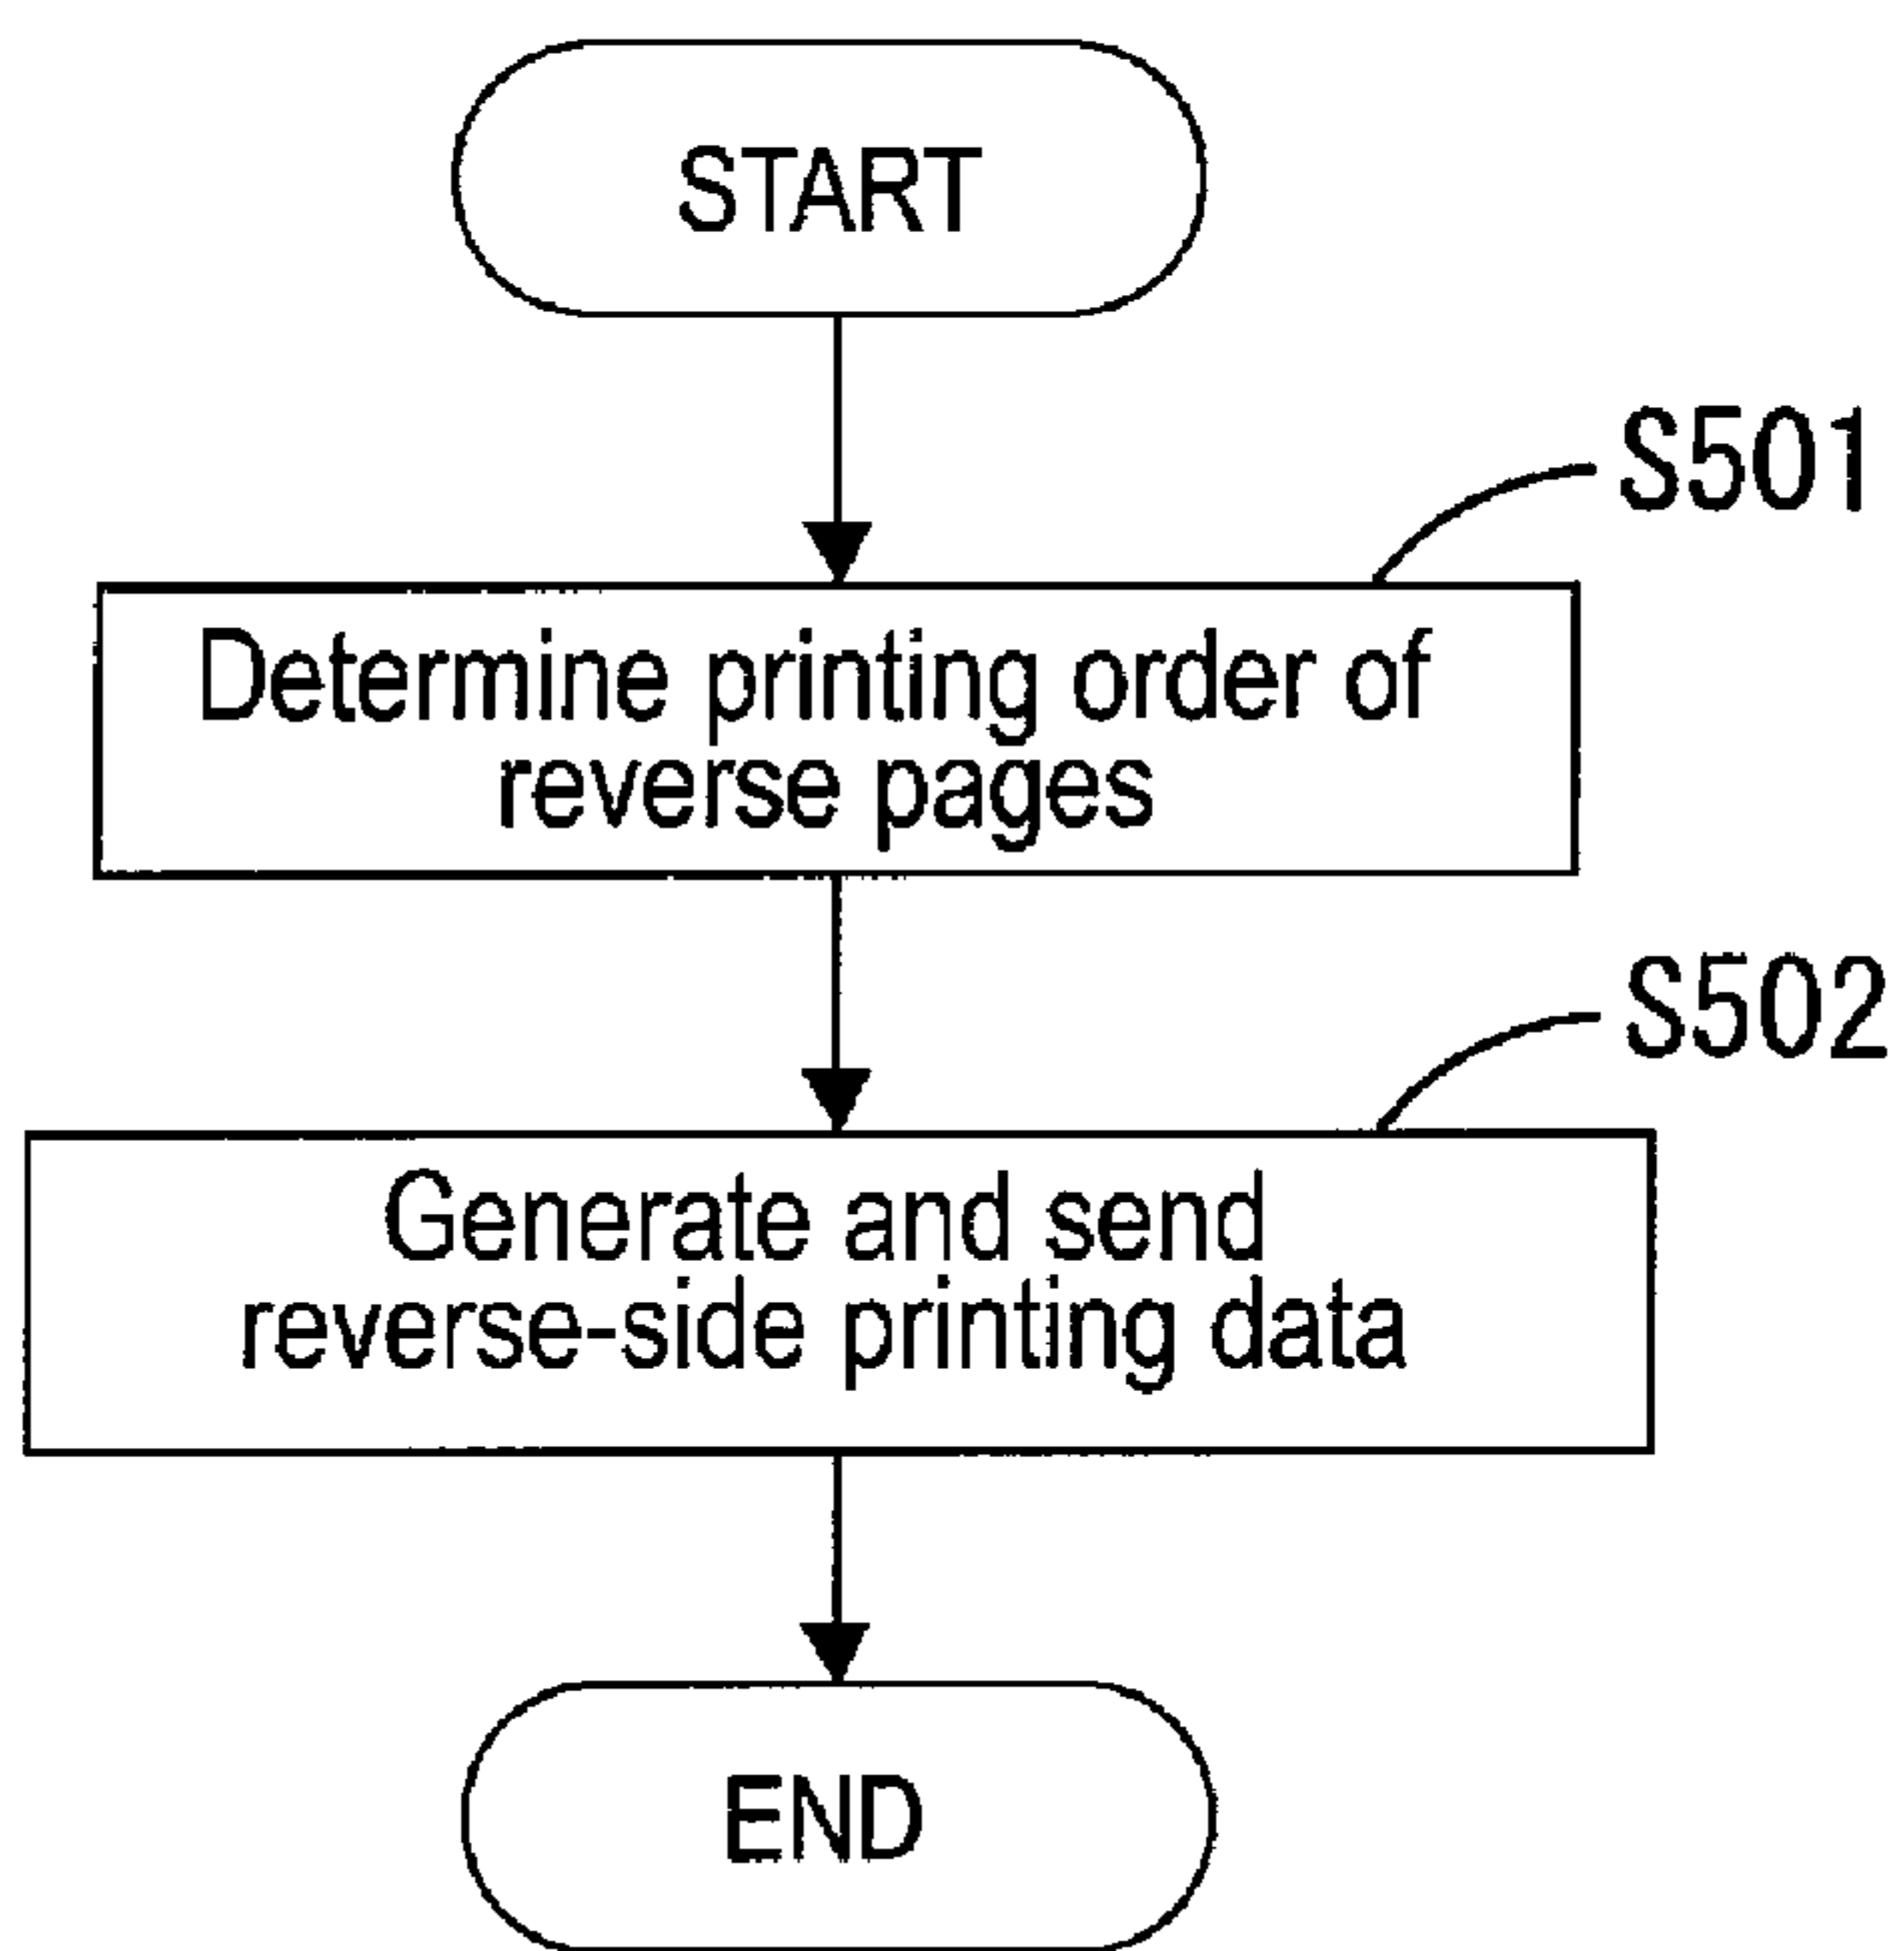 START
S501
Determine printing order of
reverse pages
S502
Generate and send
reverse-side printing data
END